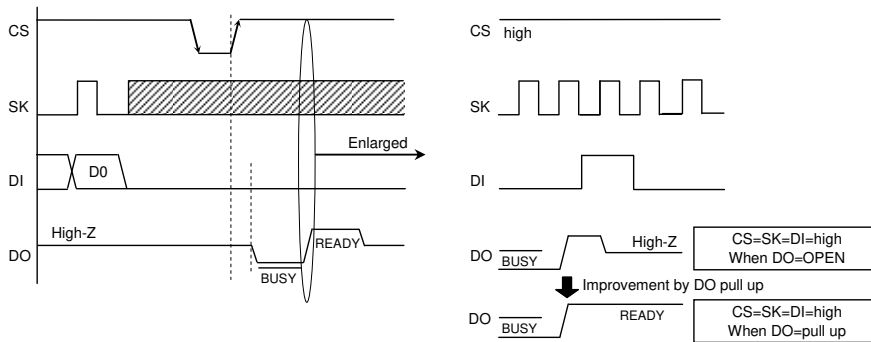 CS
SK
DI
D0
DO
High-Z
BUSY
READY
Enlarged
CS
high
SK
DI
DO
BUSY
High-Z
CS=SK=DI=high
When DO=OPEN
Improvement by DO pull up
DO
BUSY
READY
CS=SK=DI=high
When DO=pull up